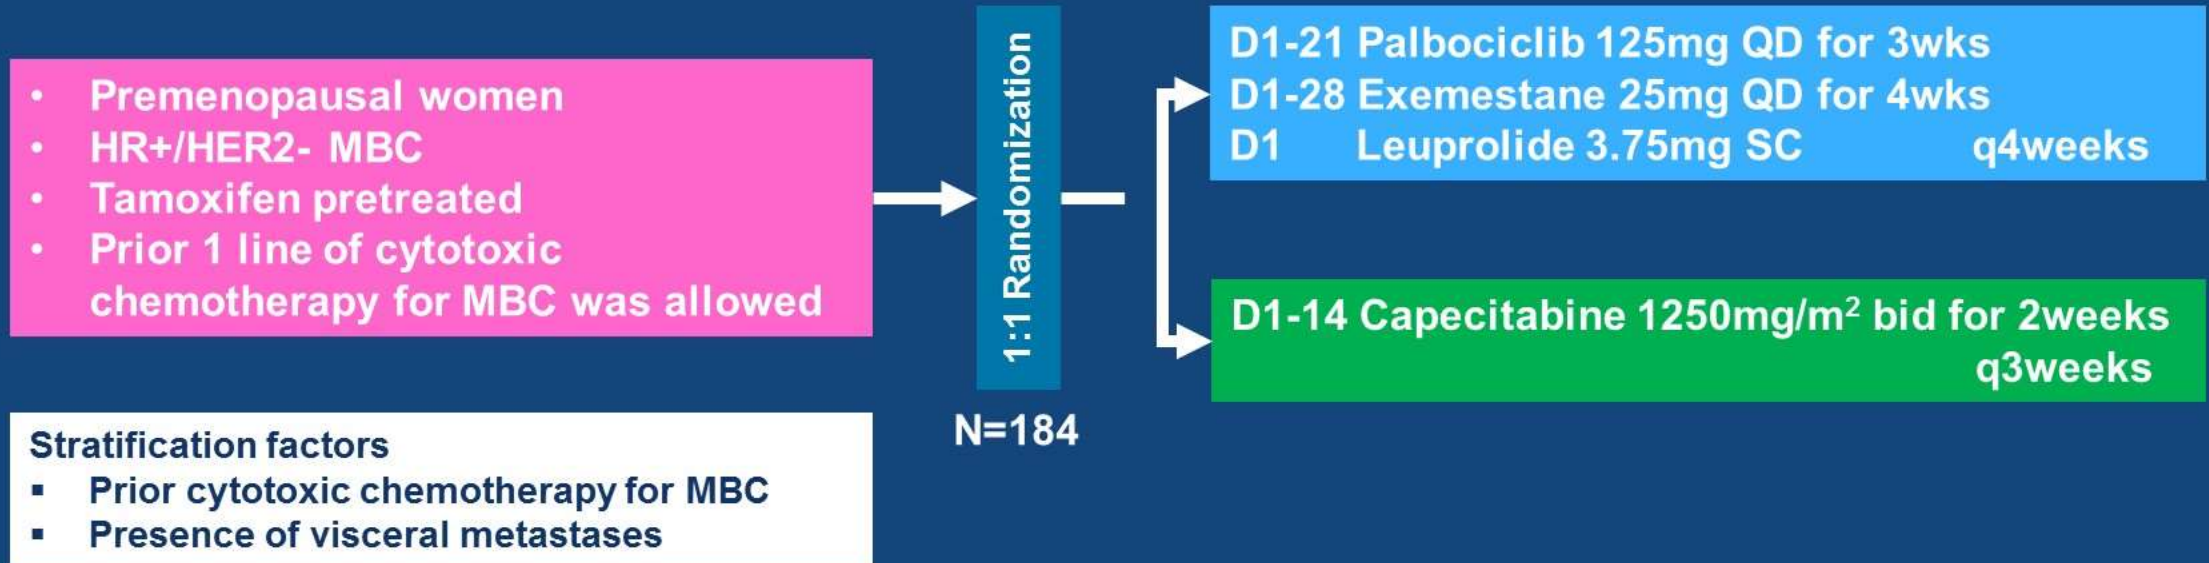 • Premenopausal women
• HR+/HER2- MBC
• Tamoxifen pretreated
• Prior 1 line of cytotoxic
chemotherapy for MBC was allowed
Stratification factors
▪ Prior cytotoxic chemotherapy for MBC
▪ Presence of visceral metastases
1:1 Randomization
N=184
D1-21 Palbociclib 125mg QD for 3wks
D1-28 Exemestane 25mg QD for 4wks
D1 Leuprolide 3.75mg SC q4weeks
D1-14 Capecitabine 1250mg/m² bid for 2weeks
q3weeks